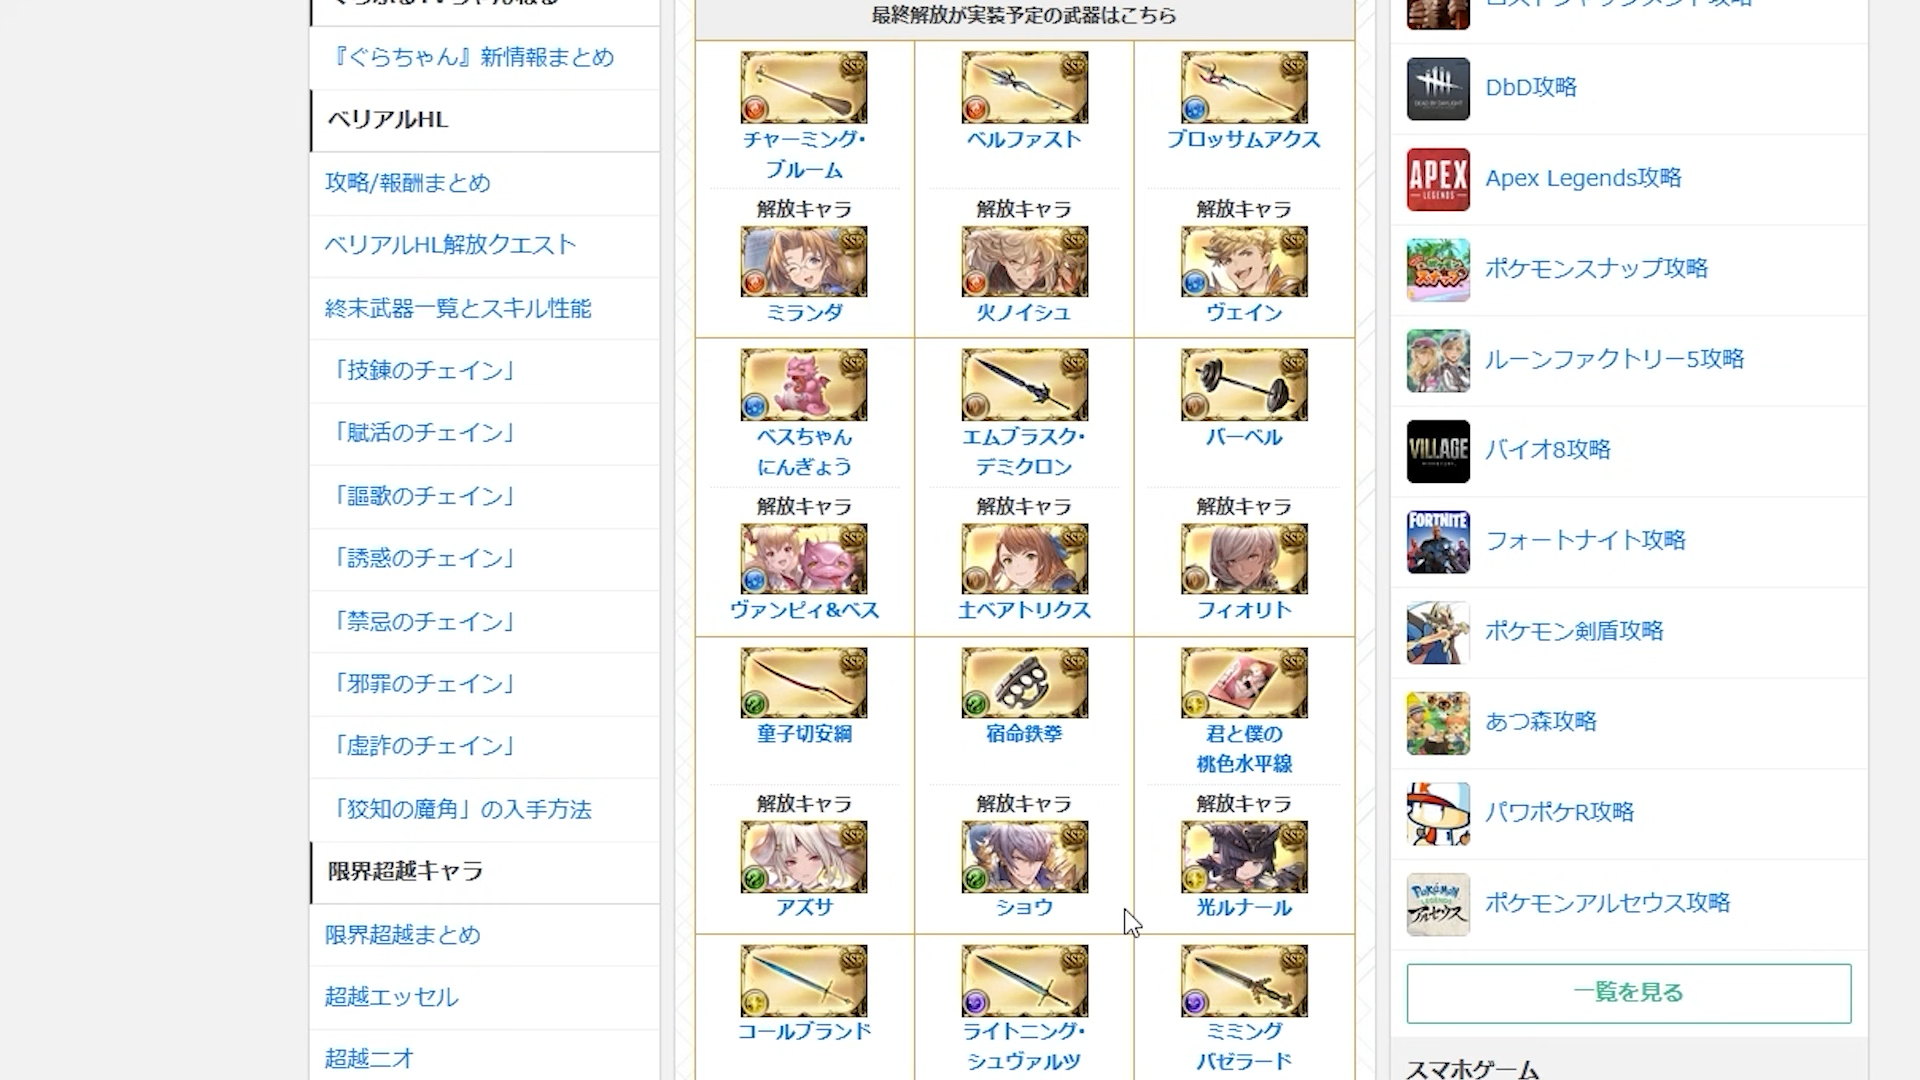 『ぐらちゃん』新情報まとめ
ベリアルHL
攻略/報酬まとめ
ベリアルHL解放クエスト
終末武器一覧とスキル性能
「技錬のチェイン」
「賦活のチェイン」
「謳歌のチェイン」
「誘惑のチェイン」
「禁忌のチェイン」
「邪罪のチェイン」
「虚詐のチェイン」
「狡知の魔角」の入手方法
限界超越キャラ
限界超越まとめ
超越エッセル
超越ニオ
最終解放が実装予定の武器はこちら
チャーミング・
ブルーム
ベルファスト
ブロッサムアクス
解放キャラ
解放キャラ
解放キャラ
ミランダ
火ノイシュ
ヴェイン
ベスちゃん
にんぎょう
エムブラスク・
デミクロン
バーベル
解放キャラ
解放キャラ
解放キャラ
ヴァンピィ&ベス
土ベアトリクス
フィオリト
童子切安綱
宿命鉄拳
君と僕の
桃色水平線
解放キャラ
解放キャラ
解放キャラ
アズサ
ショウ
光ルナール
コールブランド
ライトニング・
シュヴァルツ
ミミング
バゼラード
DbD攻略
APEX
LEGENDS
Apex Legends攻略
ポケモンスナップ攻略
ルーンファクトリー5攻略
VILLAGE
バイオ8攻略
FORTNITE
フォートナイト攻略
ポケモン剣盾攻略
あつ森攻略
パワポケR攻略
Pokémon
LEGENDS
アルセウス
ポケモンアルセウス攻略
一覧を見る
スマホゲーム